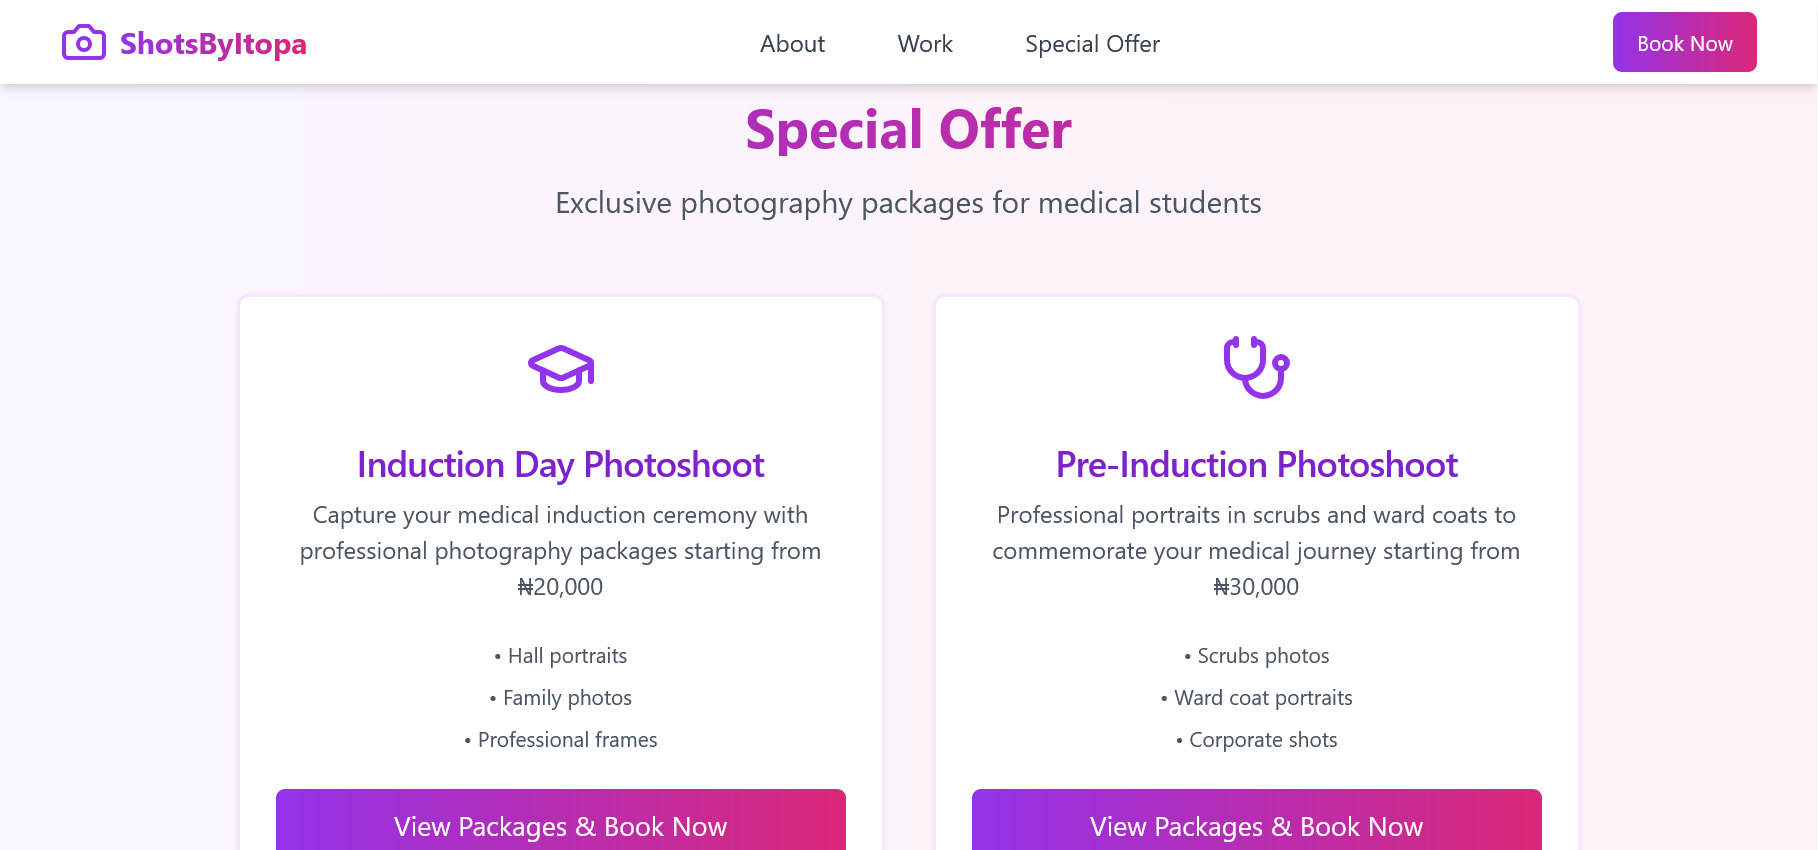 ShotsByItopa
About
Work
Special Offer
Book Now
Special Offer
Exclusive photography packages for medical students
Induction Day Photoshoot
Capture your medical induction ceremony with
professional photography packages starting from
₦20,000
• Hall portraits
• Family photos
• Professional frames
View Packages & Book Now
Pre-Induction Photoshoot
Professional portraits in scrubs and ward coats to
commemorate your medical journey starting from
₦30,000
• Scrubs photos
• Ward coat portraits
• Corporate shots
View Packages & Book Now